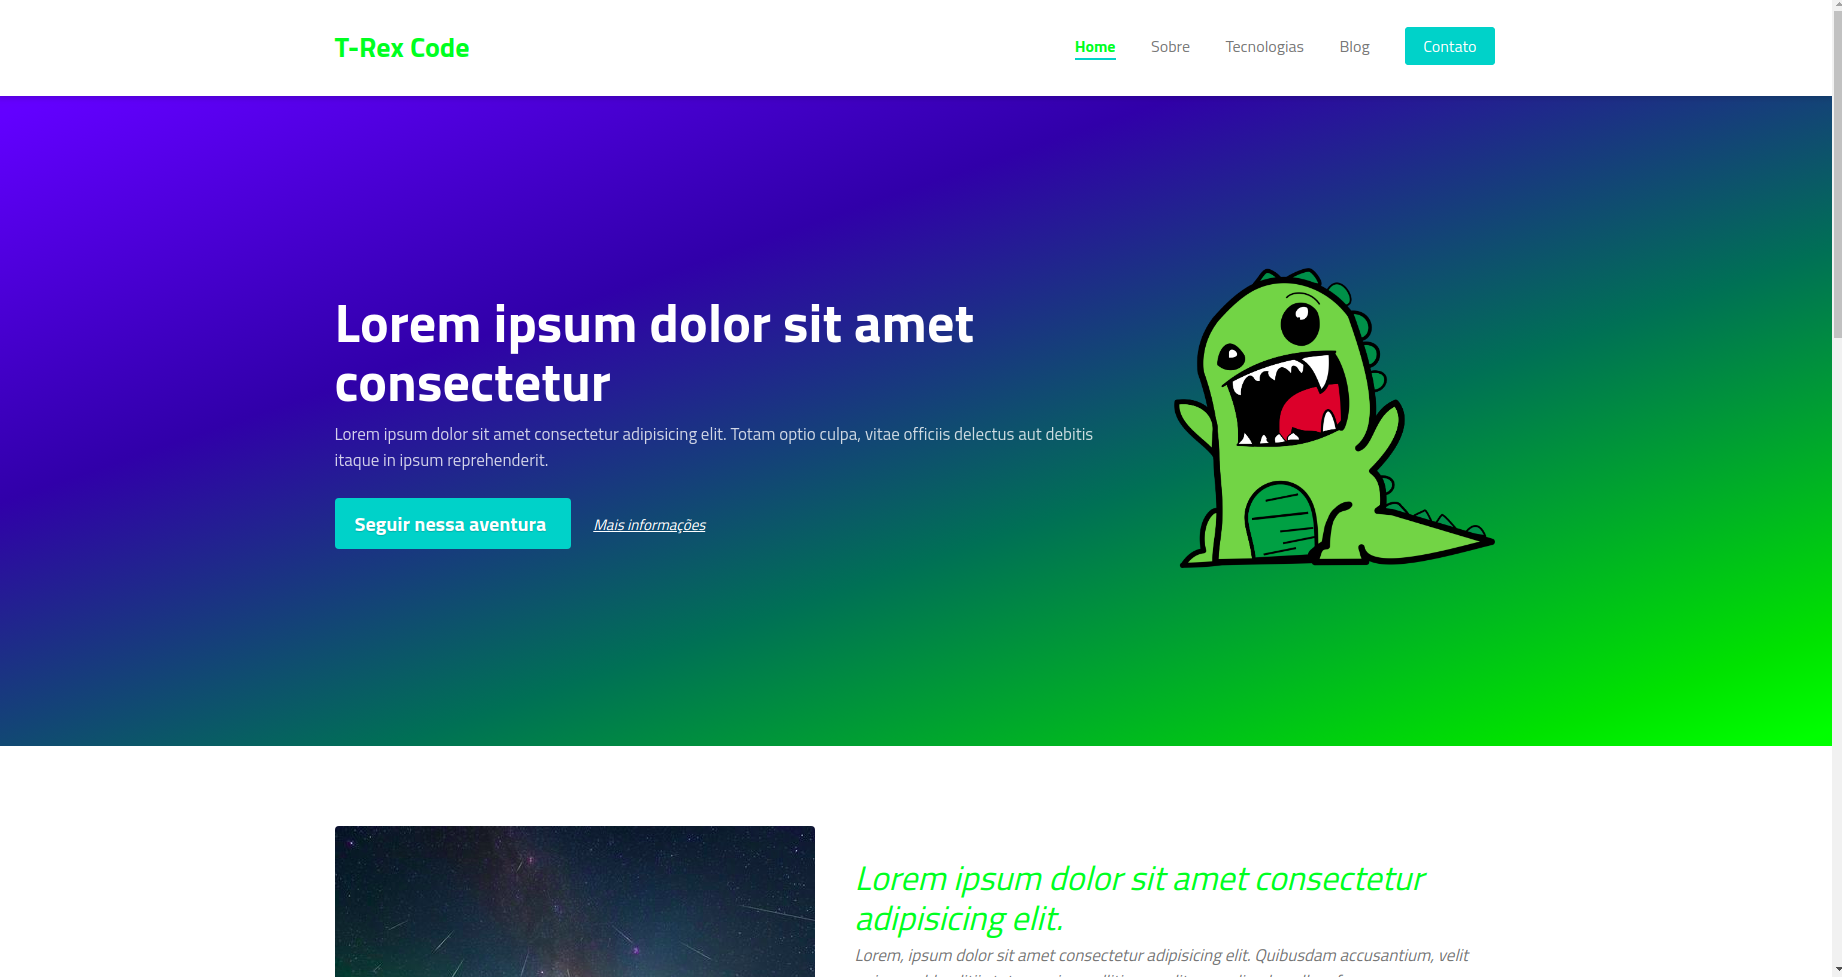 T-Rex Code
Home Sobre Tecnologias Blog Contato
Lorem ipsum dolor sit amet
consectetur
Lorem ipsum dolor sit amet consectetur adipisicing elit. Totam optio culpa, vitae officiis delectus aut debitis
itaque in ipsum reprehenderit.
Seguir nessa aventura Mais informações
Lorem ipsum dolor sit amet consectetur
adipisicing elit.
Lorem, ipsum dolor sit amet consectetur adipisicing elit. Quibusdam accusantium, velit